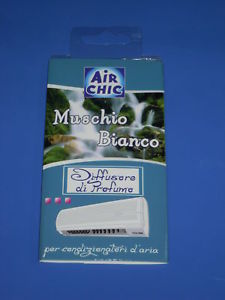 AIR
CHIC
Muschio
Bianco
Diffusore
di Profumo
per condizionatori d'aria